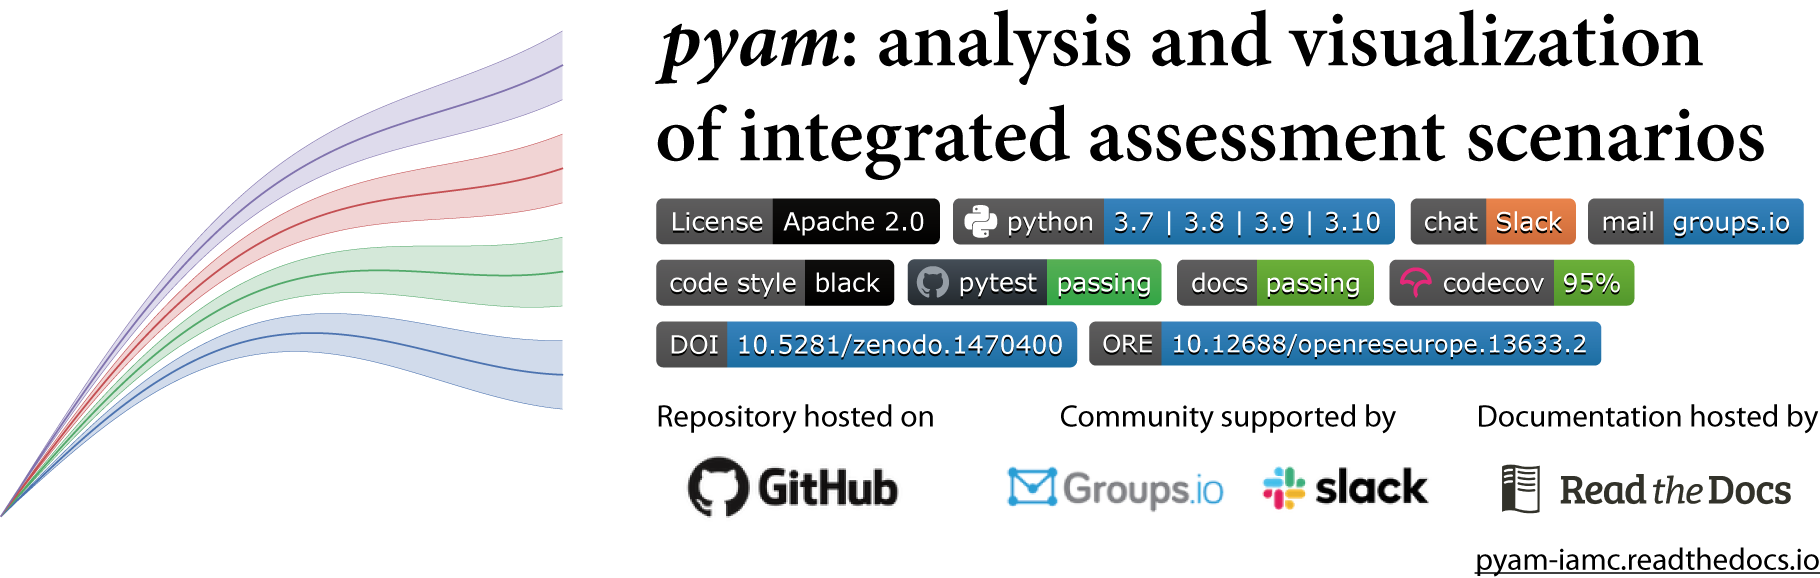 pyam: analysis and visualization
of integrated assessment scenarios
License Apache 2.0 python 3.7 | 3.8 | 3.9 | 3.10 chat Slack mail groups.io
code style black pytest passing docs passing codecov 95%
DOI 10.5281/zenodo.1470400 ORE 10.12688/openreseurope.13633.2
Repository hosted on Community supported by Documentation hosted by
GitHub Groups.io slack Read the Docs
pyam-iamc.readthedocs.io